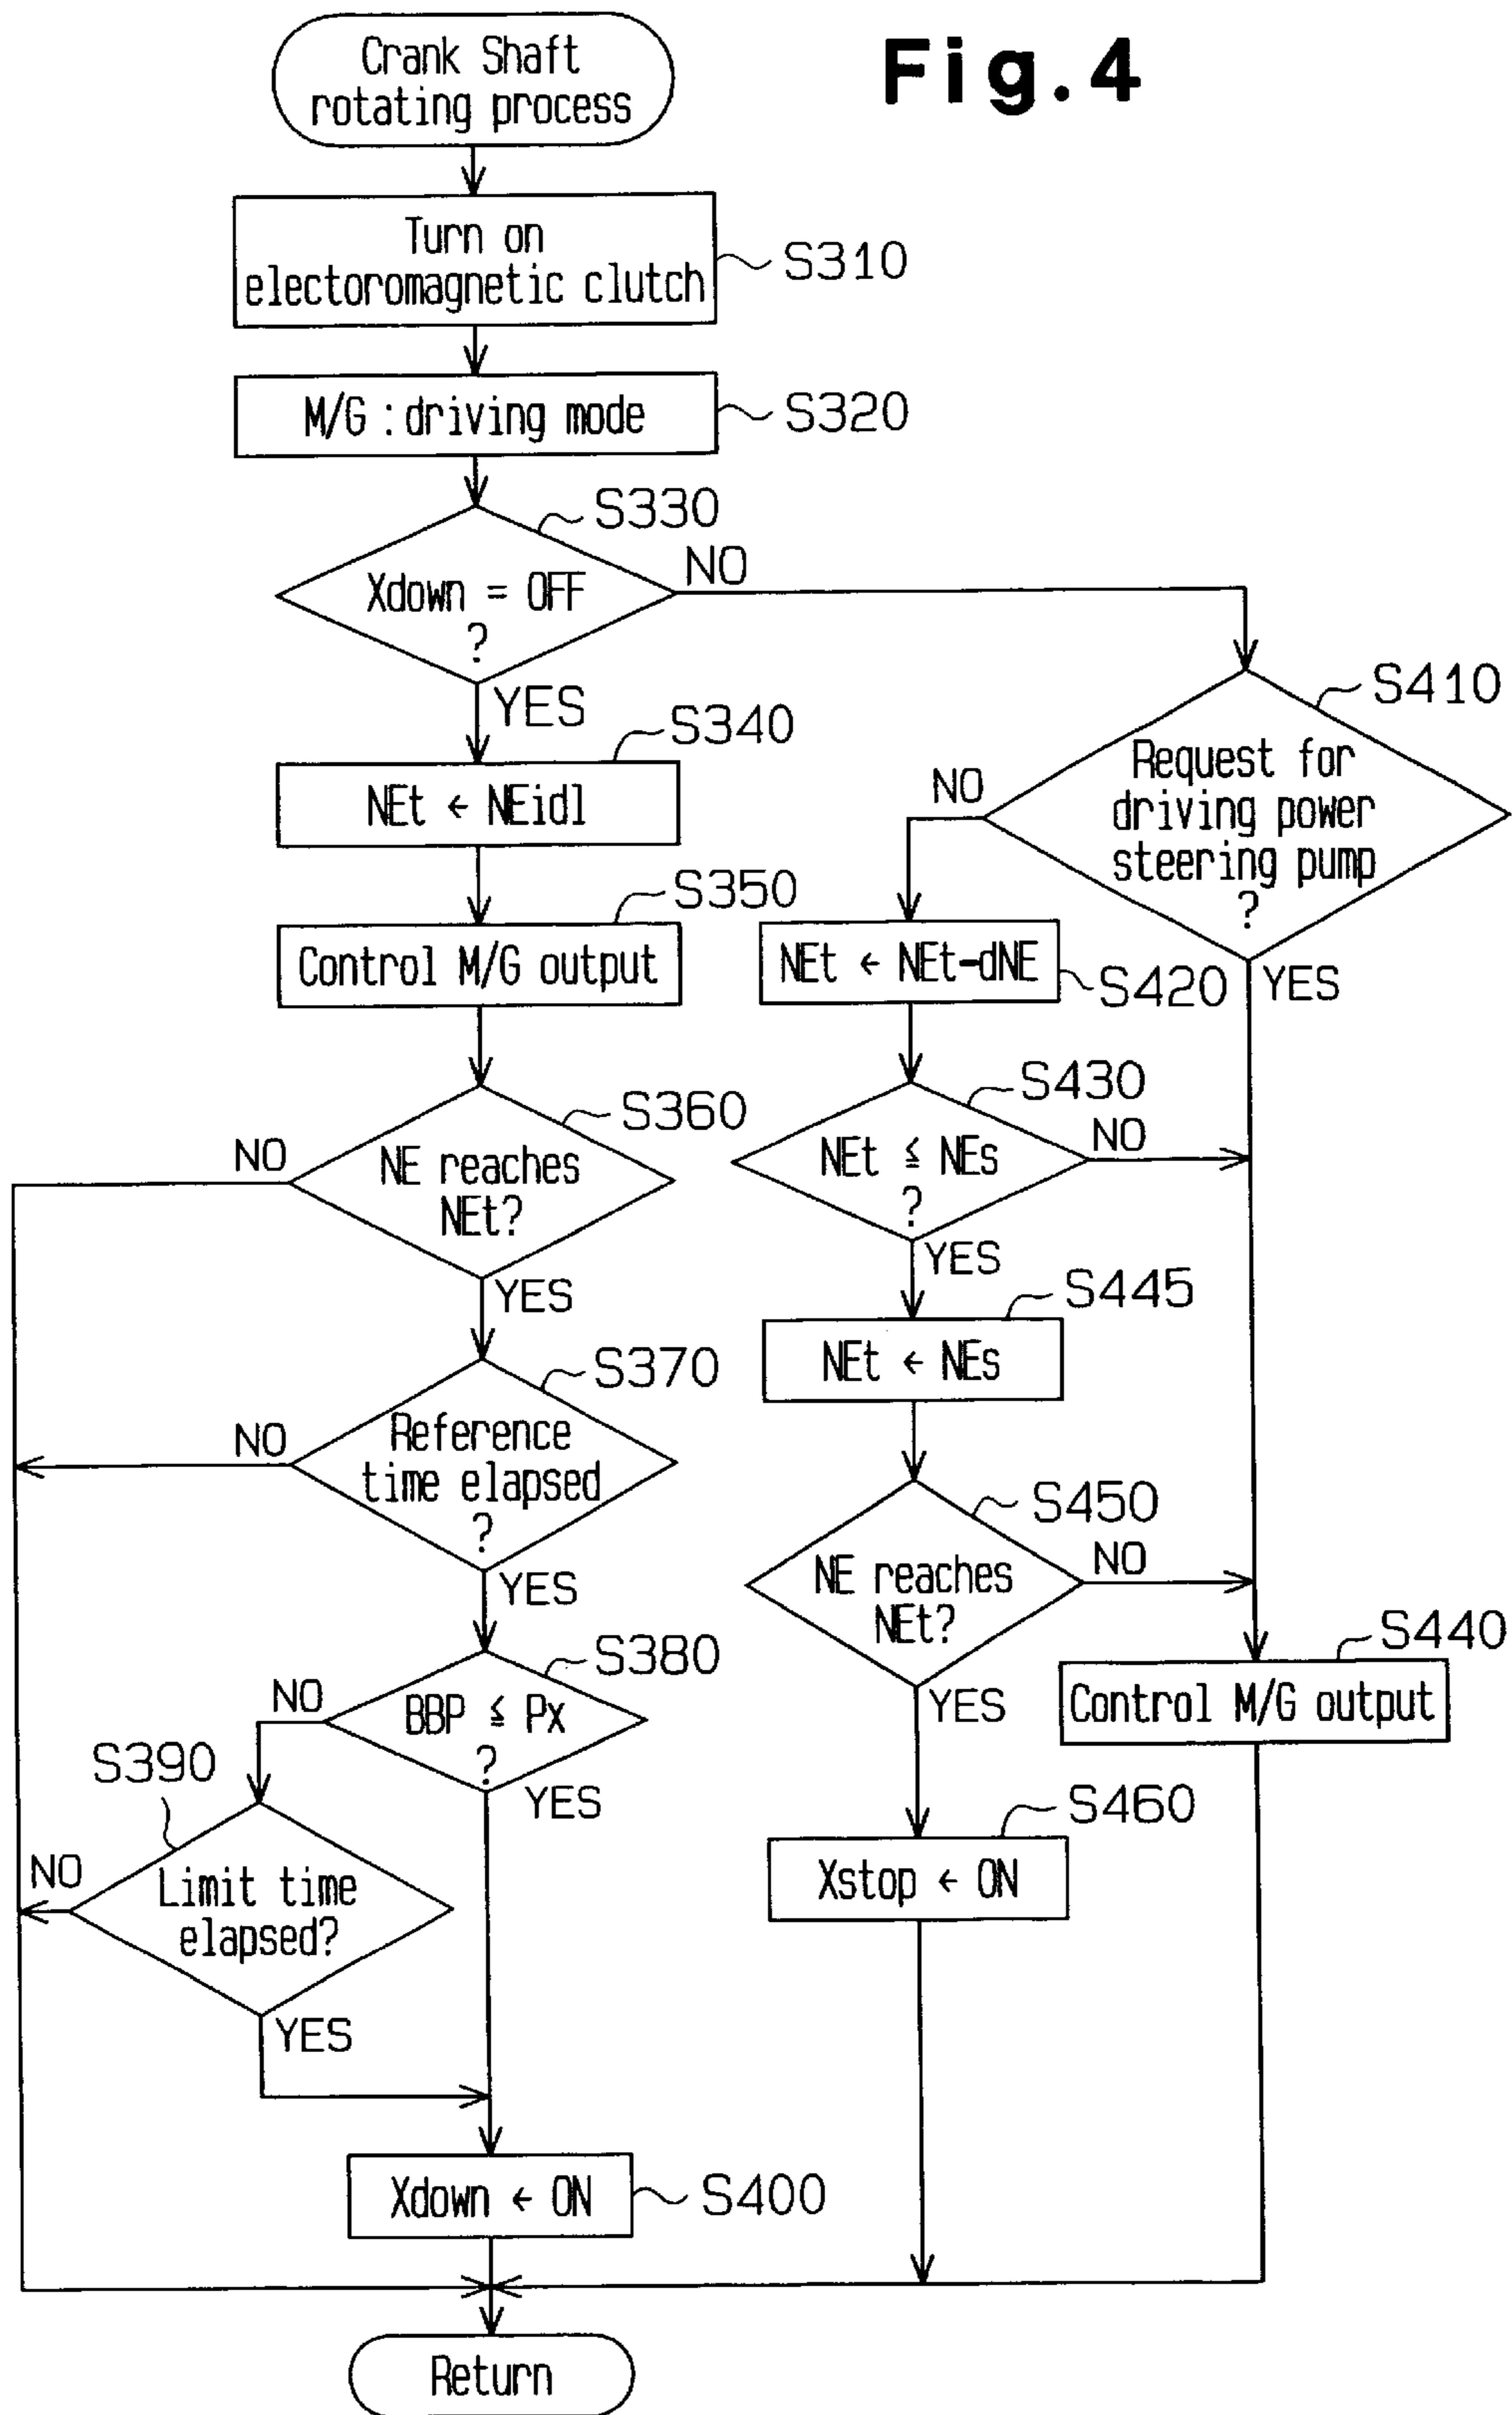 Fig.4
Crank Shaft
rotating process
Turn on
electoromagnetic clutch
S310
M/G : driving mode
S320
S330
Xdown = OFF
?
NO
YES
S340
NEt ← NEidl
S350
Control M/G output
S360
NE reaches
NEt?
NO
YES
S370
Reference
time elapsed
?
NO
YES
S380
BBP ≦ Px
?
NO
YES
S390
Limit time
elapsed?
NO
YES
Xdown ← ON
S400
S410
Request for
driving power
steering pump
?
NO
YES
NEt ← NEt-dNE
S420
S430
NEt ≦ NEs
?
NO
YES
S445
NEt ← NEs
S450
NE reaches
NEt?
NO
YES
S440
Control M/G output
S460
Xstop ← ON
Return